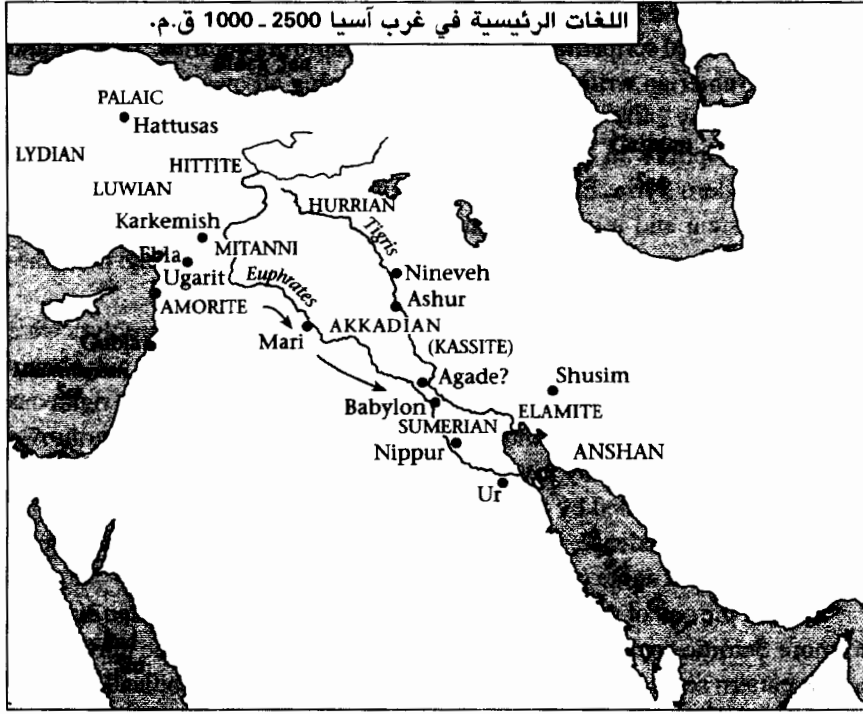 اللغات الرئيسية في غرب آسيا 2500 ـ 1000 ق.م.
PALAIC
Hattusas
LYDIAN
HITTITE
LUWIAN
HURRIAN
Tigris
Karkemish
MITANNI
Ebla
Ugarit
Euphrates
Nineveh
Ashur
AMORITE
Mari
AKKADIAN
(KASSITE)
Agade?
Shusim
Babylon
ELAMITE
SUMERIAN
Nippur
ANSHAN
Ur